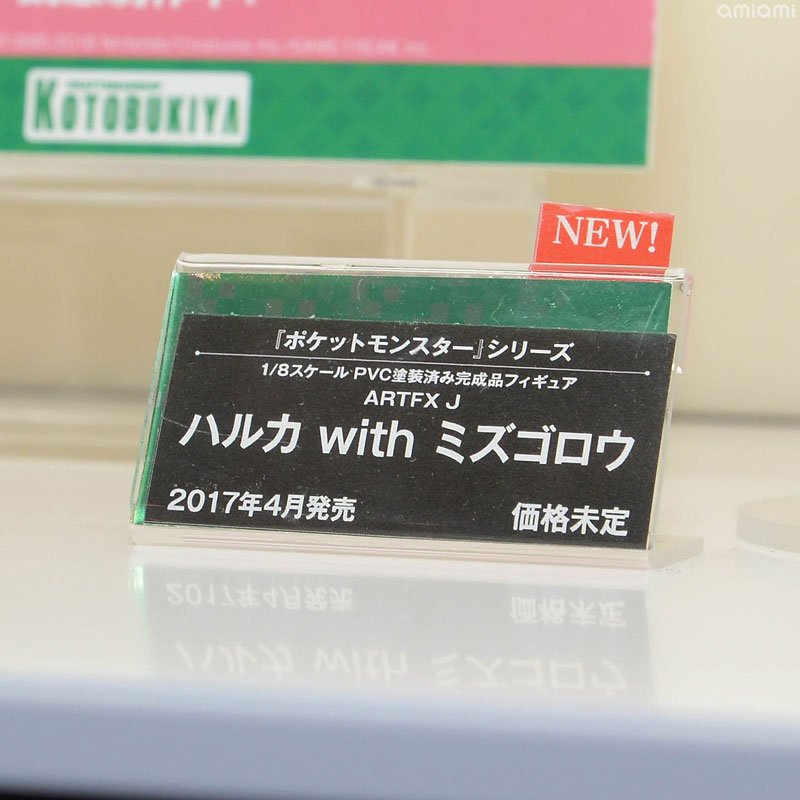 amiami
KOTOBUKIYA
NEW!
『ポケットモンスター』シリーズ
1/8スケール PVC塗装済み完成品フィギュア
ARTFX J
ハルカ with ミズゴロウ
2017年4月発売
価格未定